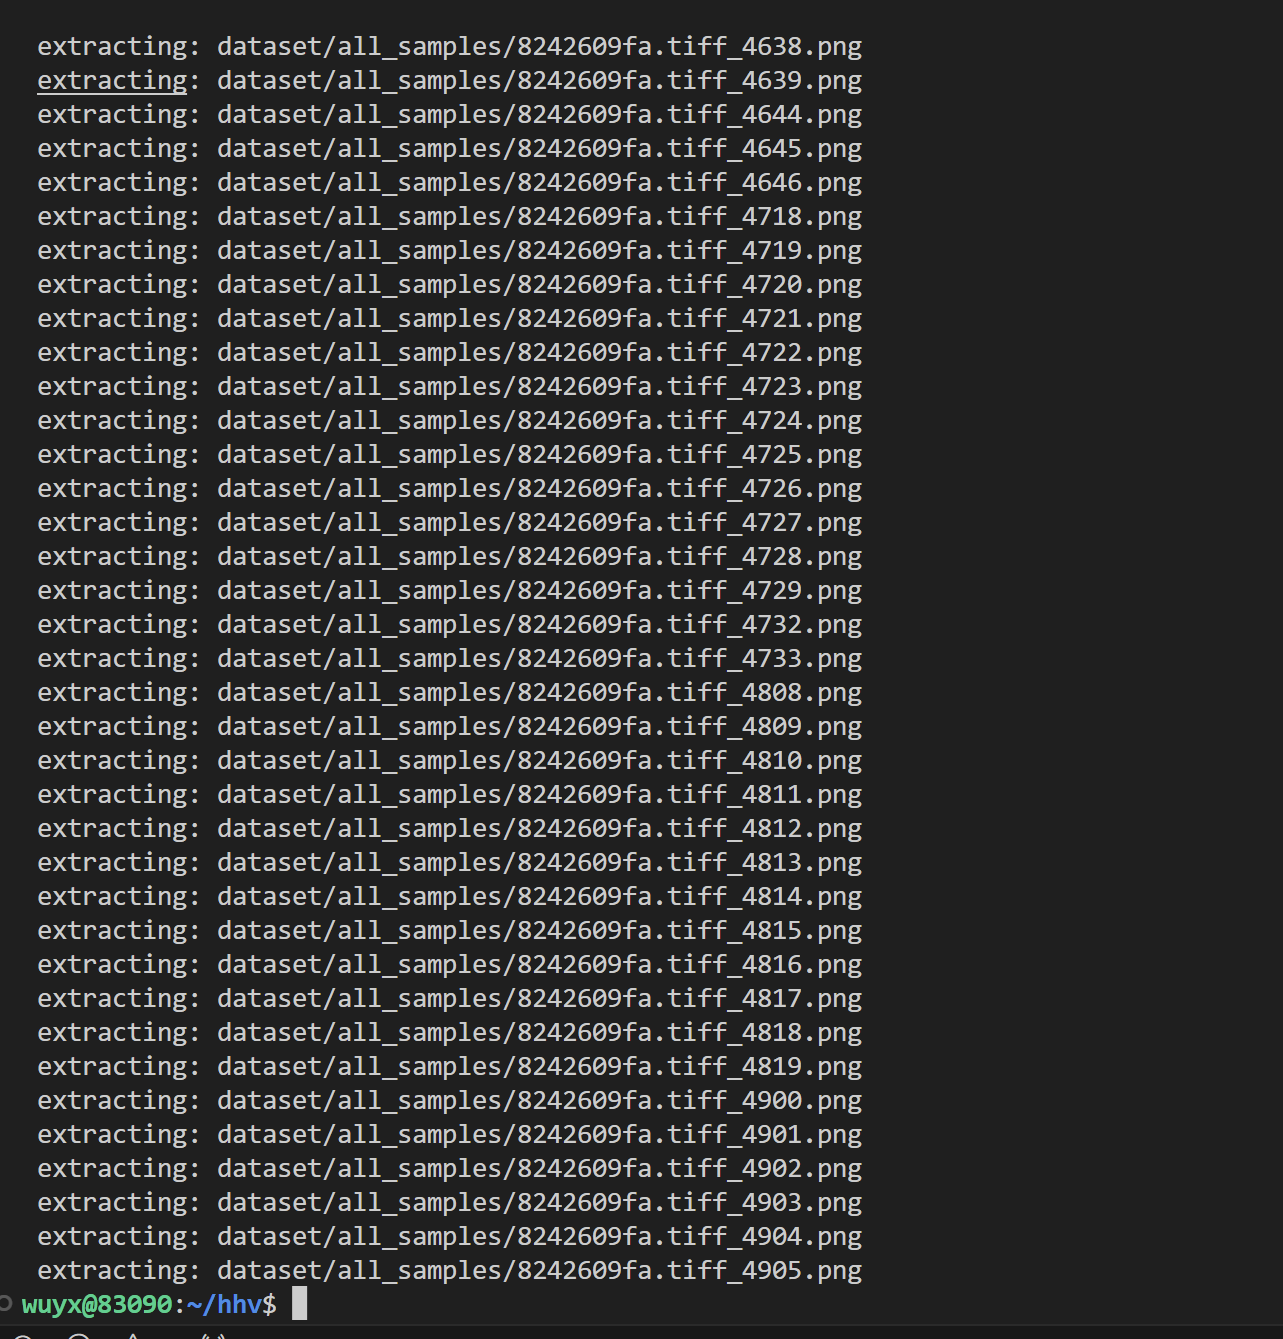 extracting: dataset/all_samples/8242609fa.tiff_4638.png
extracting: dataset/all_samples/8242609fa.tiff_4639.png
extracting: dataset/all_samples/8242609fa.tiff_4644.png
extracting: dataset/all_samples/8242609fa.tiff_4645.png
extracting: dataset/all_samples/8242609fa.tiff_4646.png
extracting: dataset/all_samples/8242609fa.tiff_4718.png
extracting: dataset/all_samples/8242609fa.tiff_4719.png
extracting: dataset/all_samples/8242609fa.tiff_4720.png
extracting: dataset/all_samples/8242609fa.tiff_4721.png
extracting: dataset/all_samples/8242609fa.tiff_4722.png
extracting: dataset/all_samples/8242609fa.tiff_4723.png
extracting: dataset/all_samples/8242609fa.tiff_4724.png
extracting: dataset/all_samples/8242609fa.tiff_4725.png
extracting: dataset/all_samples/8242609fa.tiff_4726.png
extracting: dataset/all_samples/8242609fa.tiff_4727.png
extracting: dataset/all_samples/8242609fa.tiff_4728.png
extracting: dataset/all_samples/8242609fa.tiff_4729.png
extracting: dataset/all_samples/8242609fa.tiff_4732.png
extracting: dataset/all_samples/8242609fa.tiff_4733.png
extracting: dataset/all_samples/8242609fa.tiff_4808.png
extracting: dataset/all_samples/8242609fa.tiff_4809.png
extracting: dataset/all_samples/8242609fa.tiff_4810.png
extracting: dataset/all_samples/8242609fa.tiff_4811.png
extracting: dataset/all_samples/8242609fa.tiff_4812.png
extracting: dataset/all_samples/8242609fa.tiff_4813.png
extracting: dataset/all_samples/8242609fa.tiff_4814.png
extracting: dataset/all_samples/8242609fa.tiff_4815.png
extracting: dataset/all_samples/8242609fa.tiff_4816.png
extracting: dataset/all_samples/8242609fa.tiff_4817.png
extracting: dataset/all_samples/8242609fa.tiff_4818.png
extracting: dataset/all_samples/8242609fa.tiff_4819.png
extracting: dataset/all_samples/8242609fa.tiff_4900.png
extracting: dataset/all_samples/8242609fa.tiff_4901.png
extracting: dataset/all_samples/8242609fa.tiff_4902.png
extracting: dataset/all_samples/8242609fa.tiff_4903.png
extracting: dataset/all_samples/8242609fa.tiff_4904.png
extracting: dataset/all_samples/8242609fa.tiff_4905.png
wuyx@83090:~/hhv$